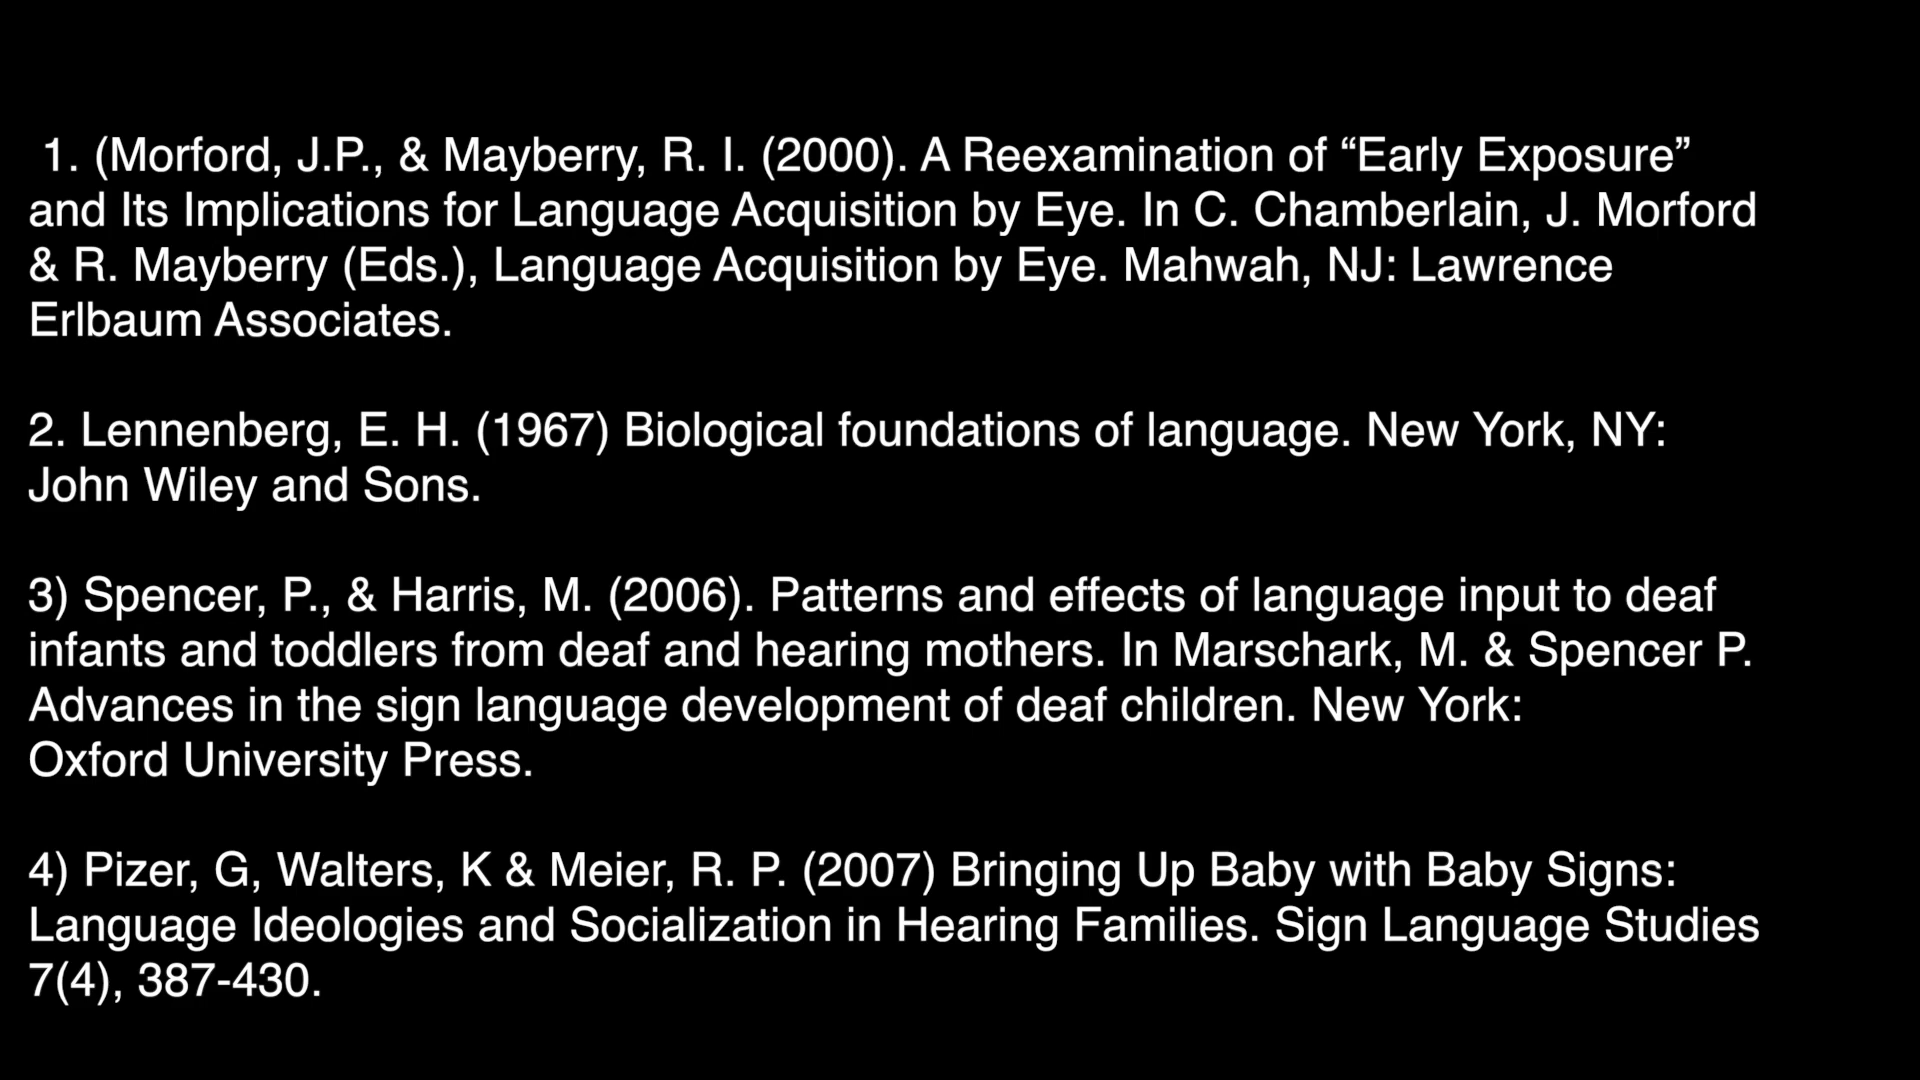 1. (Morford, J.P., & Mayberry, R. I. (2000). A Reexamination of “Early Exposure”
and Its Implications for Language Acquisition by Eye. In C. Chamberlain, J. Morford
& R. Mayberry (Eds.), Language Acquisition by Eye. Mahwah, NJ: Lawrence
Erlbaum Associates.
2. Lennenberg, E. H. (1967) Biological foundations of language. New York, NY:
John Wiley and Sons.
3) Spencer, P., & Harris, M. (2006). Patterns and effects of language input to deaf
infants and toddlers from deaf and hearing mothers. In Marschark, M. & Spencer P.
Advances in the sign language development of deaf children. New York:
Oxford University Press.
4) Pizer, G, Walters, K & Meier, R. P. (2007) Bringing Up Baby with Baby Signs:
Language Ideologies and Socialization in Hearing Families. Sign Language Studies
7(4), 387-430.